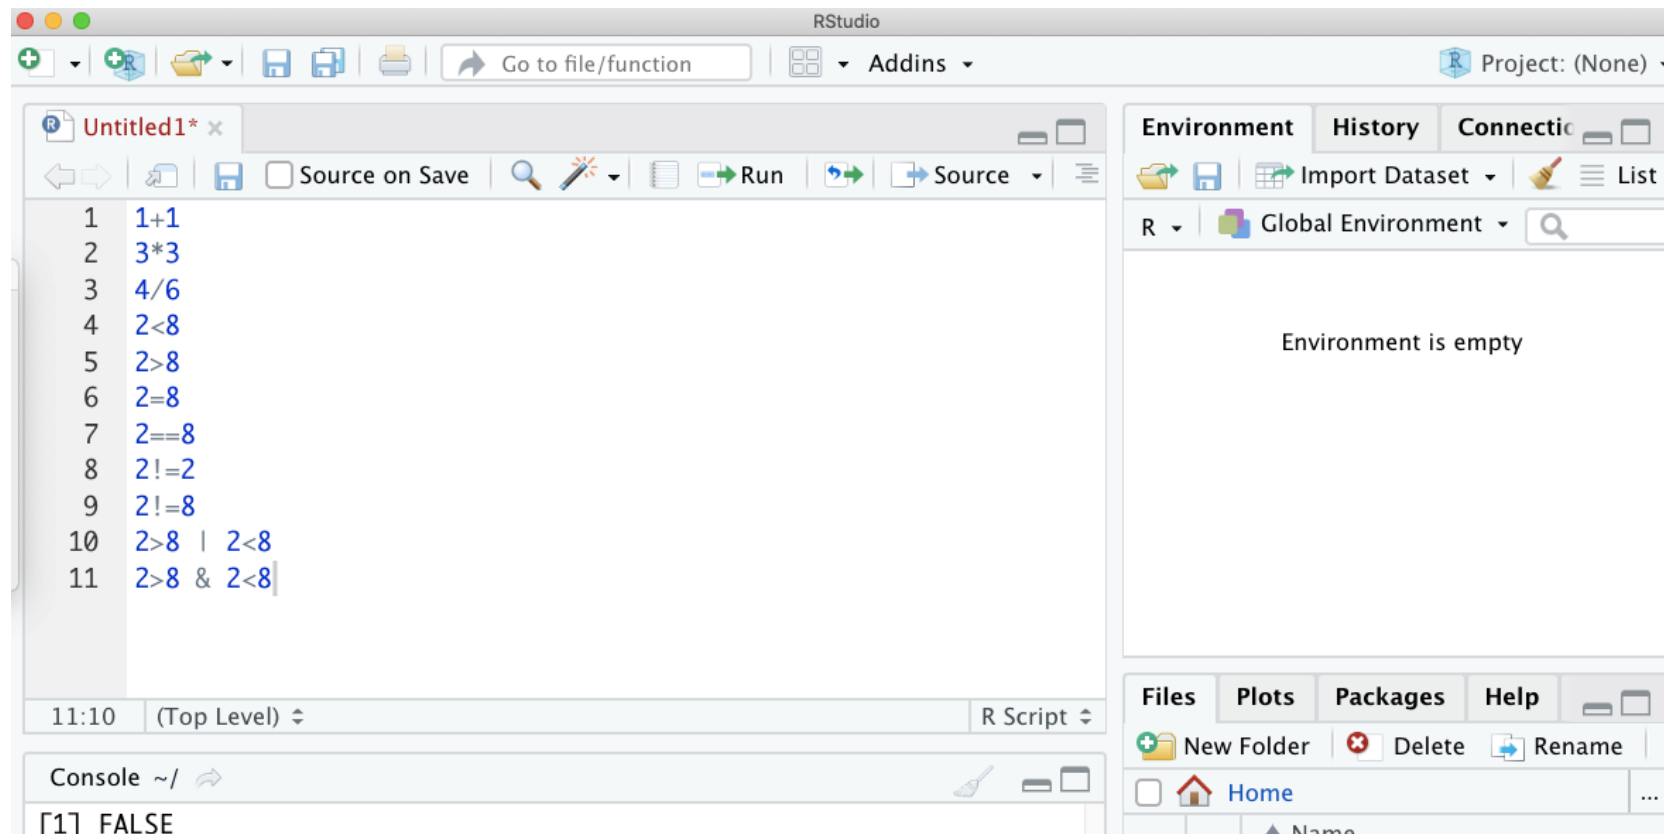 RStudio
Go to file/function
Addins
Project: (None)
Untitled1*
Source on Save
Run
Source
1 1+1
2 3*3
3 4/6
4 2<8
5 2>8
6 2=8
7 2==8
8 2!=2
9 2!=8
10 2>8 | 2<8
11 2>8 & 2<8
11:10 (Top Level) R Script
Console ~/
[1] FALSE
Environment History Connectic
Import Dataset List
R Global Environment
Environment is empty
Files Plots Packages Help
New Folder Delete Rename
Home ...
Name